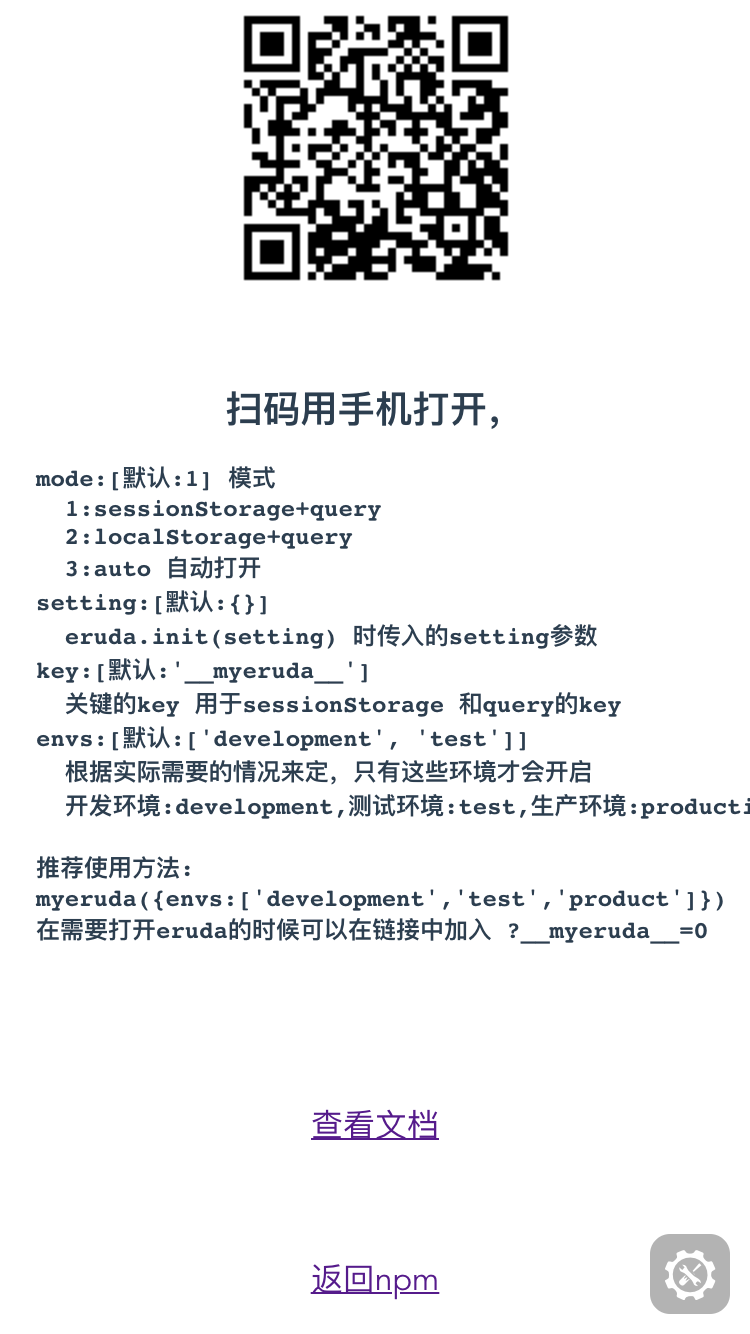 扫码用手机打开，
mode:[默认:1] 模式
1:sessionStorage+query
2:localStorage+query
3:auto 自动打开
setting:[默认:{}]
eruda.init(setting) 时传入的setting参数
key:[默认:'__myeruda__']
关键的key 用于sessionStorage 和query的key
envs:[默认:['development', 'test']]
根据实际需要的情况来定，只有这些环境才会开启
开发环境:development,测试环境:test,生产环境:producti
推荐使用方法：
myeruda({envs:['development','test','product']})
在需要打开eruda的时候可以在链接中加入 ?__myeruda__=0
查看文档
返回npm